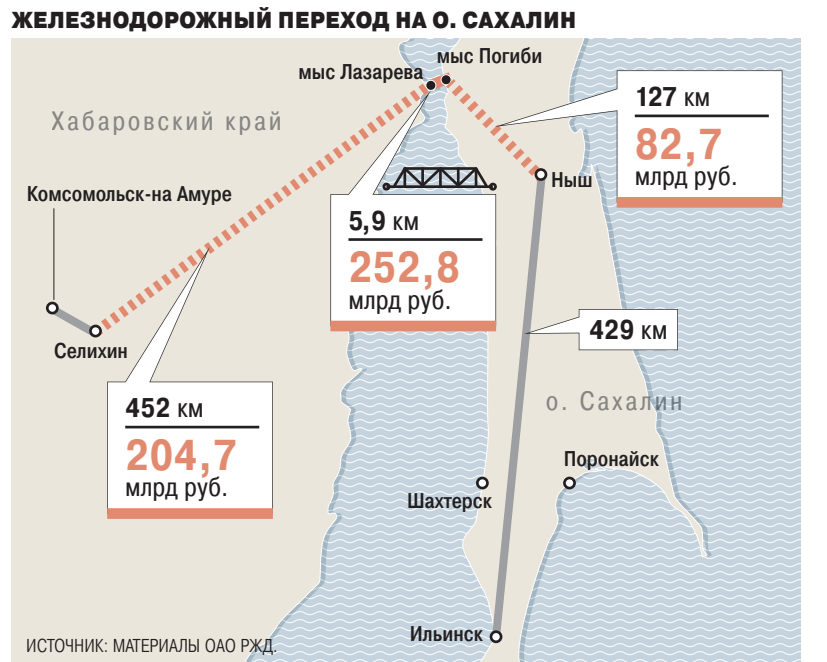 ЖЕЛЕЗНОДОРОЖНЫЙ ПЕРЕХОД НА О. САХАЛИН
мыс Погиби
мыс Лазарева
127 км
82,7
млрд руб.
Хабаровский край
Ныш
Комсомольск-на Амуре
5,9 км
252,8
млрд руб.
429 км
Селихин
452 км
204,7
млрд руб.
о. Сахалин
Поронайск
Шахтерск
Ильинск
ИСТОЧНИК: МАТЕРИАЛЫ ОАО РЖД.